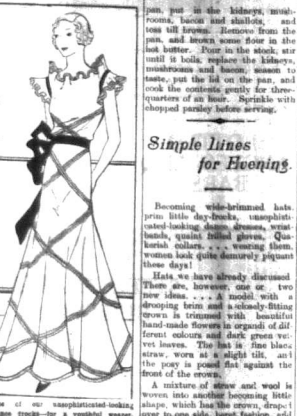 pan, put in the kidneys, mush-
rooms, bacon and shallots, and
toss till brown. Remove from the
pan, and brown some flour in the
hot butter. Pour in the stock, stir
until it boils, replace the kidneys,
mushrooms and bacon, season to
taste, put the lid on the pan, and
cook the contents gently for three-
quarters of an hour. Sprinkle with
chopped parsley before serving.
Simple Lines
for Evening.
Becoming wide-brimmed hats,
prim little day-frocks, unsophisti-
cated-looking dance dresses, wrist-
bands, quaint frilled gloves, Qua-
kerish collars. . . . wearing them,
women look quite demurely piquant
these days!
Hats we have already discussed
There are, however, one or two
new ideas. . . . A model with a
drooping brim and a closely-fitting
crown is trimmed with beautiful
hand-made flowers in organdi of dif-
ferent colours and dark green vel-
vet leaves. The hat is fine black
straw, worn at a slight tilt, and
the posy is posed flat against the
front of the crown.
A mixture of straw and wool is
woven into another becoming little
shape, which has the crown, draped
over to one side, beret fashion, and
of our unsophisticated-looking
frocks—for a youthful wearer